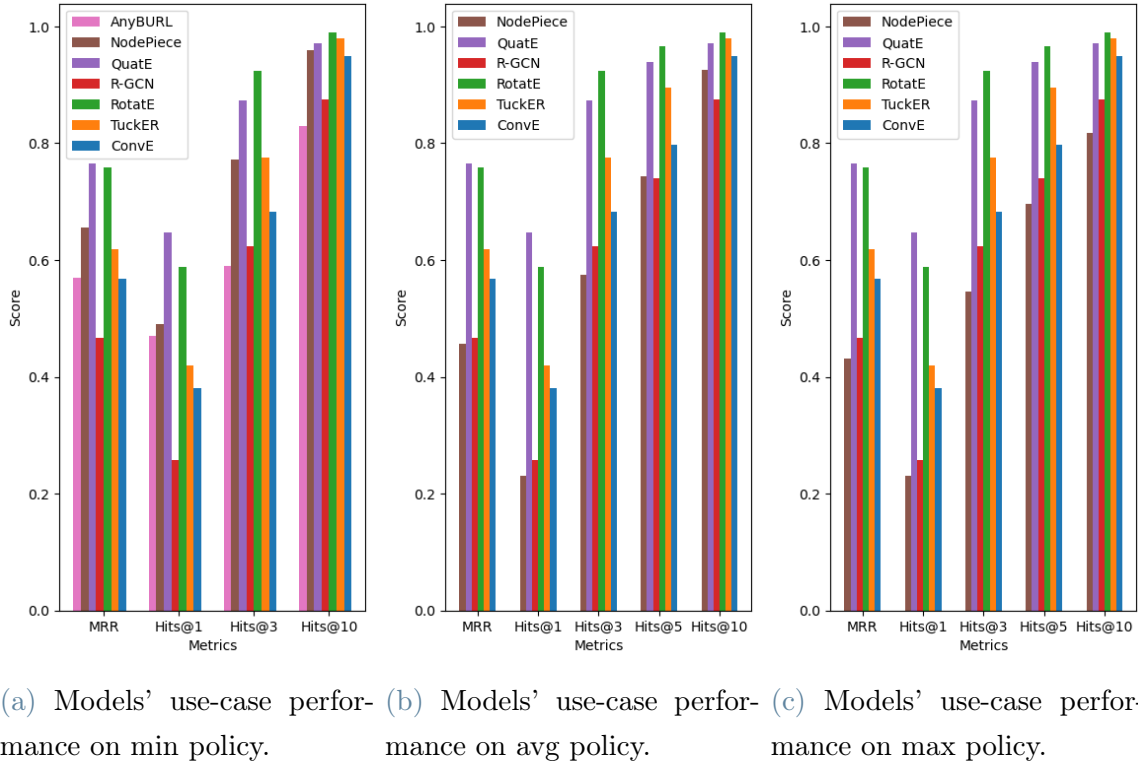 1.0
0.8
0.6
0.4
0.2
0.0
Score
AnyBURL
NodePiece
QuatE
R-GCN
RotatE
TuckER
ConvE
MRR Hits@1 Hits@3 Hits@10
Metrics
1.0
0.8
0.6
0.4
0.2
0.0
Score
NodePiece
QuatE
R-GCN
RotatE
TuckER
ConvE
MRR Hits@1 Hits@3 Hits@5 Hits@10
Metrics
1.0
0.8
0.6
0.4
0.2
0.0
Score
NodePiece
QuatE
R-GCN
RotatE
TuckER
ConvE
MRR Hits@1 Hits@3 Hits@5 Hits@10
Metrics
(a) Models' use-case perfor-
mance on min policy.
(b) Models' use-case perfor-
mance on avg policy.
(c) Models' use-case perfor-
mance on max policy.